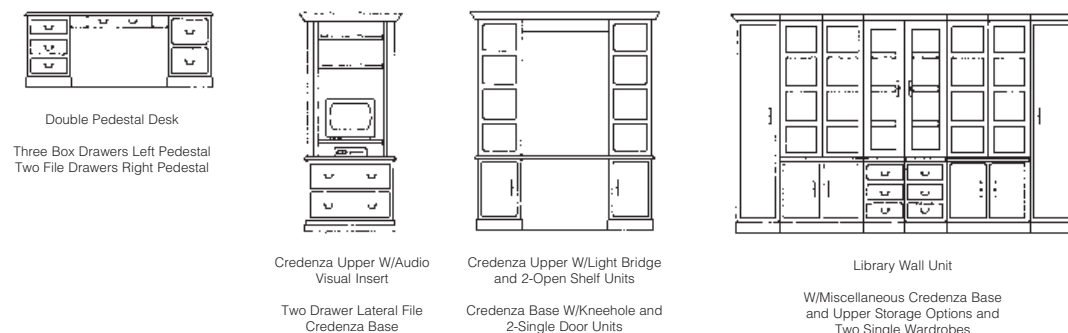 Double Pedestal Desk
Three Box Drawers Left Pedestal
Two File Drawers Right Pedestal
Credenza Upper W/Audio
Visual Insert
Two Drawer Lateral File
Credenza Base
Credenza Upper W/Light Bridge
and 2-Open Shelf Units
Credenza Base W/Kneehole and
2-Single Door Units
Library Wall Unit
W/Miscellaneous Credenza Base
and Upper Storage Options and
Two Single Wardrobes